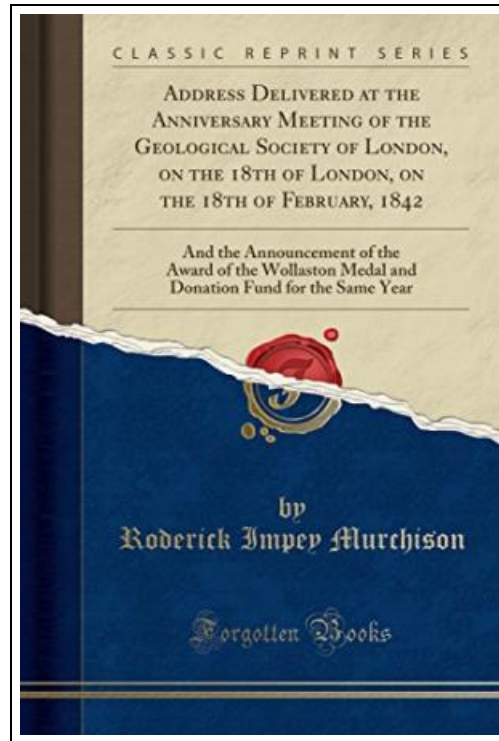 CLASSIC REPRINT SERIES
ADDRESS DELIVERED AT THE
ANNIVERSARY MEETING OF THE
GEOLOGICAL SOCIETY OF LONDON,
ON THE 18TH OF LONDON, ON
THE 18TH OF FEBRUARY, 1842
And the Announcement of the
Award of the Wollaston Medal and
Donation Fund for the Same Year
by
Roderick Impey Murchison
Forgotten Books